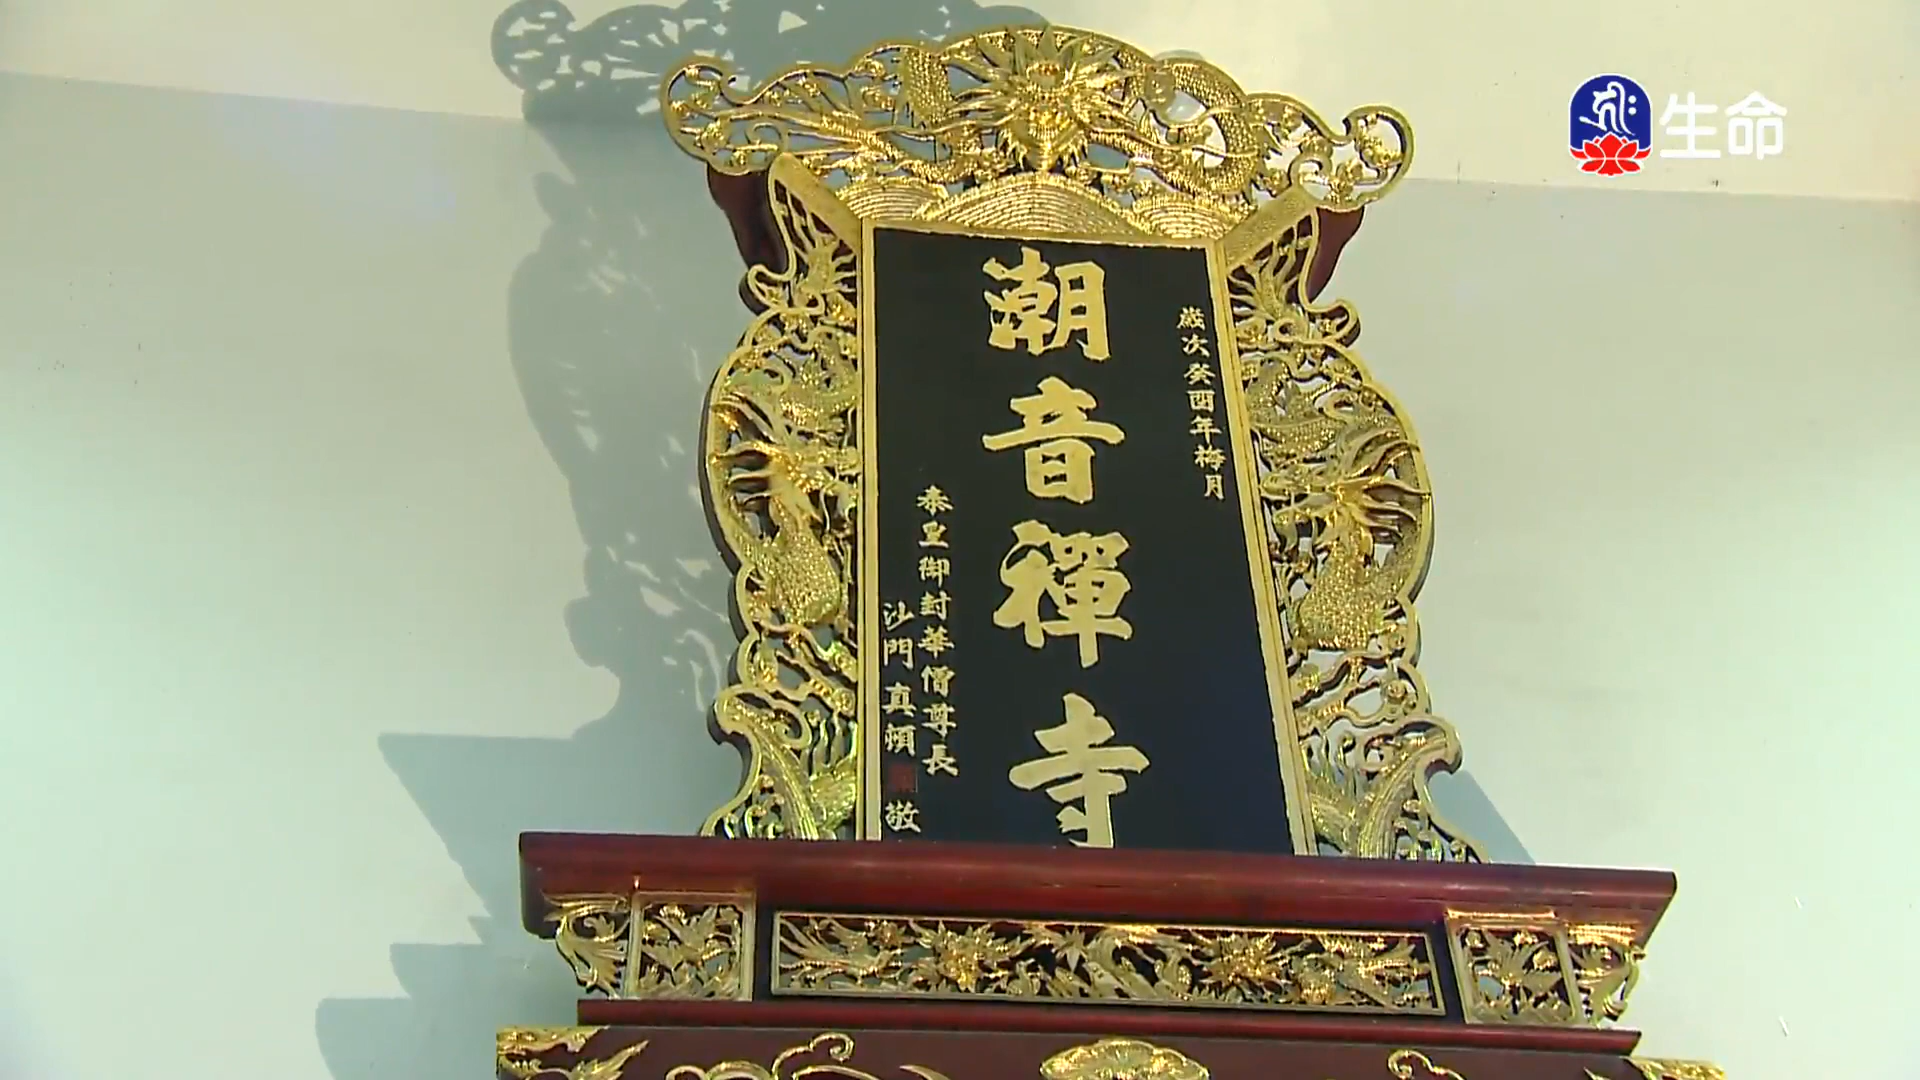 生命
歲次癸酉年梅月
潮音禪寺
泰皇御封華僧尊長
沙門真頓
敬